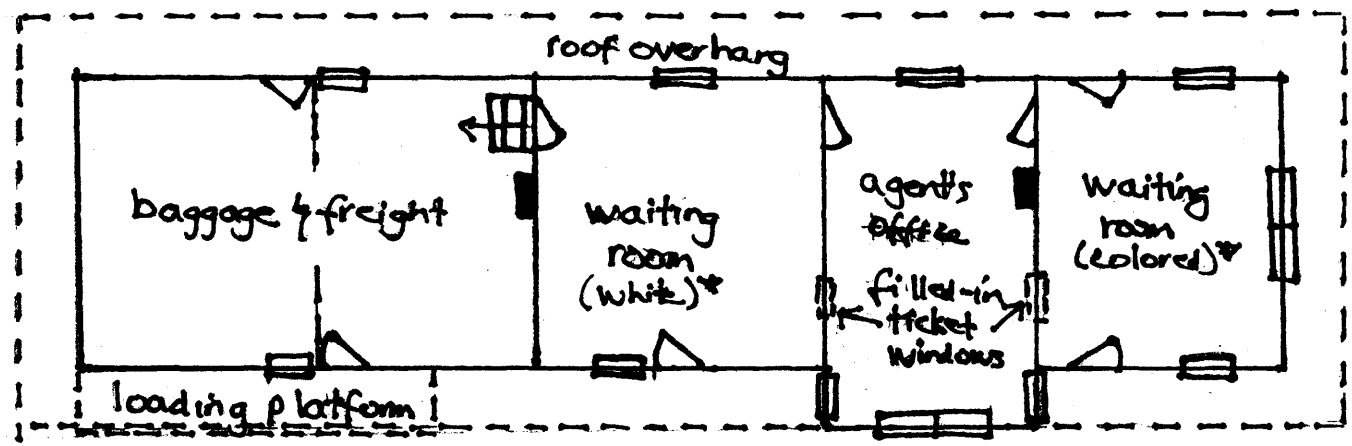 roof overhang
baggage & freight
waiting
room
(white)*
agent's
office
filled-in
ticket
windows
waiting
room
(colored)*
loading platform